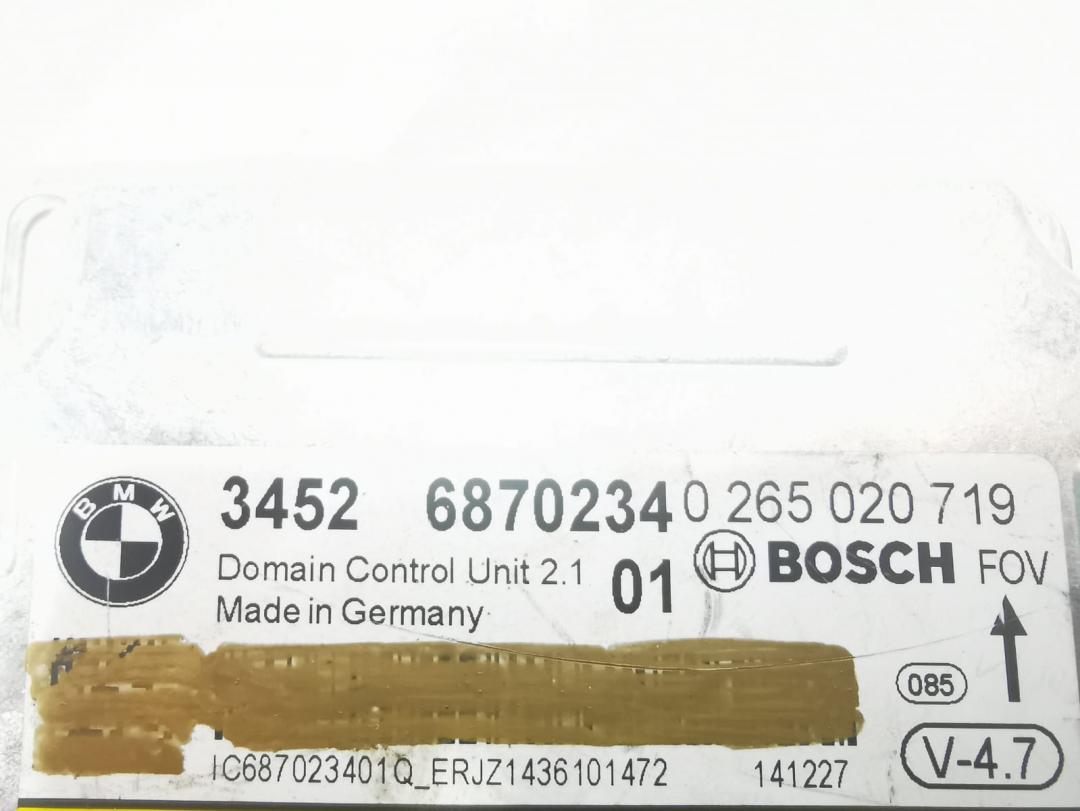 BMW
3452 6870234 0 265 020 719
Domain Control Unit 2.1 01 BOSCH FOV
Made in Germany
085
V-4.7
IC687023401Q_ERJZ1436101472 141227